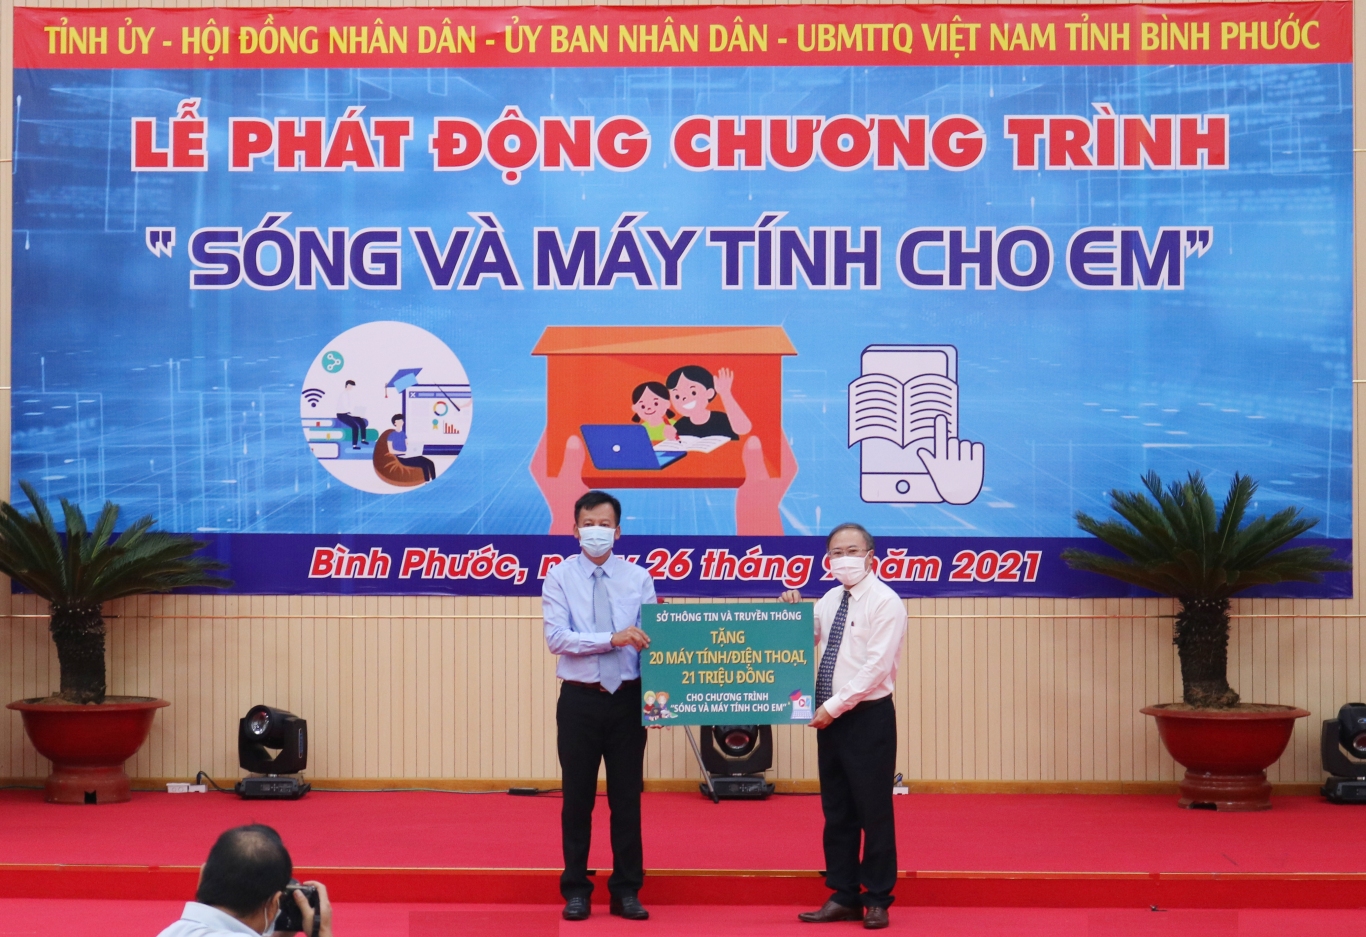 TỈNH ỦY - HỘI ĐỒNG NHÂN DÂN - ỦY BAN NHÂN DÂN - UBMTTQ VIỆT NAM TỈNH BÌNH PHƯỚC
LỄ PHÁT ĐỘNG CHƯƠNG TRÌNH
" SÓNG VÀ MÁY TÍNH CHO EM"
Bình Phước, ngày 26 tháng 9 năm 2021
SỞ THÔNG TIN VÀ TRUYỀN THÔNG
TẶNG
20 MÁY TÍNH/ĐIỆN THOẠI,
21 TRIỆU ĐỒNG
CHO CHƯƠNG TRÌNH
"SÓNG VÀ MÁY TÍNH CHO EM"